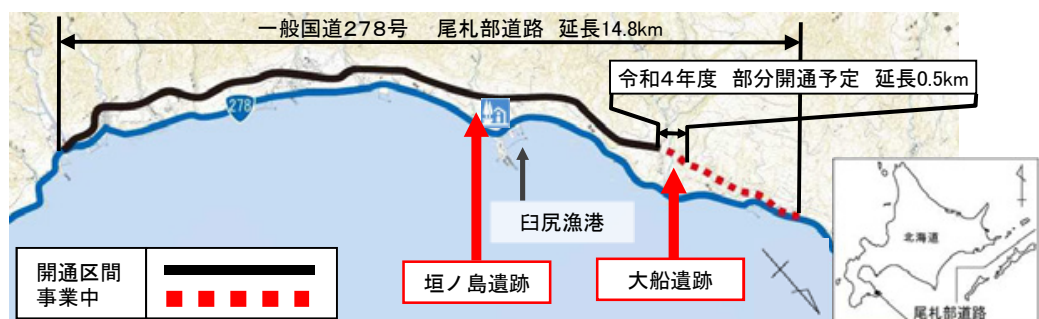 一般国道278号 尾札部道路 延長14.8km
令和4年度 部分開通予定 延長0.5km
278
臼尻漁港
垣ノ島遺跡
大船遺跡
開通区間
事業中
北海道
尾札部道路